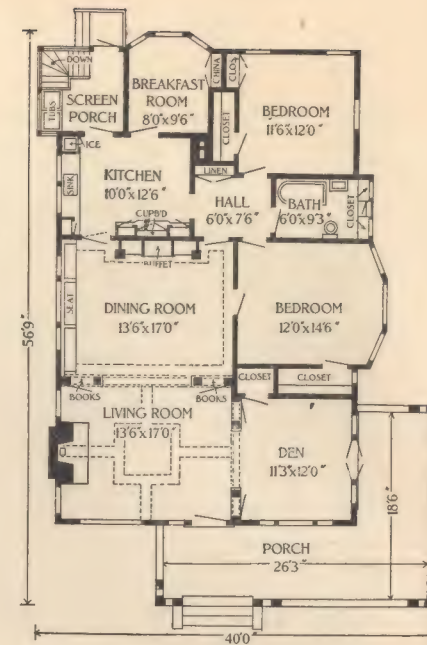 DOWN
TUBS
SCREEN
PORCH
BREAKFAST
ROOM
8'0"x9'6"
CHINA
CLOS
CLOSET
BEDROOM
11'6"x12'0"
ICE
SINK
KITCHEN
10'0"x12'6"
CUPB'D
LINEN
HALL
6'0"x7'6"
BATH
6'0"x9'3"
CLOSET
BUFFET
SEAT
DINING ROOM
13'6"x17'0"
BEDROOM
12'0"x14'6"
BOOKS
BOOKS
CLOSET
CLOSET
LIVING ROOM
13'6"x17'0"
DEN
11'3"x12'0"
PORCH
26'3"
18'6"
56'9"
40'0"